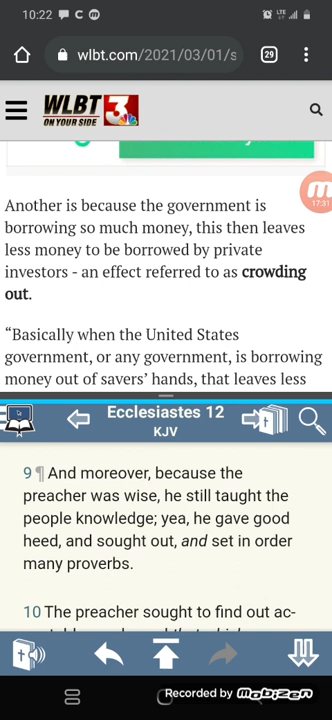 10:22
LTE
wlbt.com/2021/03/01/s
29
WLBT 3
ON YOUR SIDE
Another is because the government is
borrowing so much money, this then leaves
less money to be borrowed by private
investors - an effect referred to as crowding
out.
17:31
“Basically when the United States
government, or any government, is borrowing
money out of savers’ hands, that leaves less
Ecclesiastes 12
KJV
9 ¶ And moreover, because the
preacher was wise, he still taught the
people knowledge; yea, he gave good
heed, and sought out, and set in order
many proverbs.
10 The preacher sought to find out ac-
Recorded by mobizen